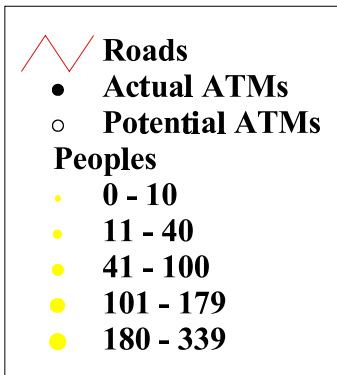 Roads
Actual ATMs
Potential ATMs
Peoples
0 - 10
11 - 40
41 - 100
101 - 179
180 - 339